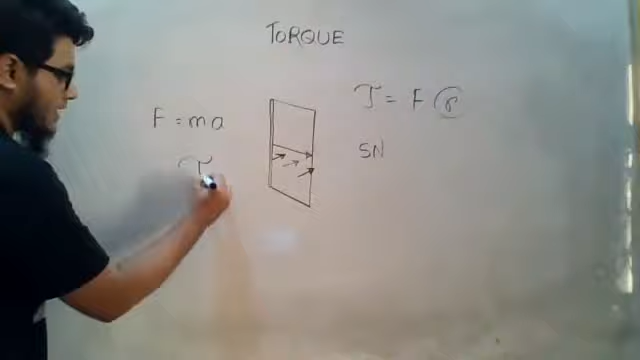 TORQUE
τ = F r
F = ma
5N
τ